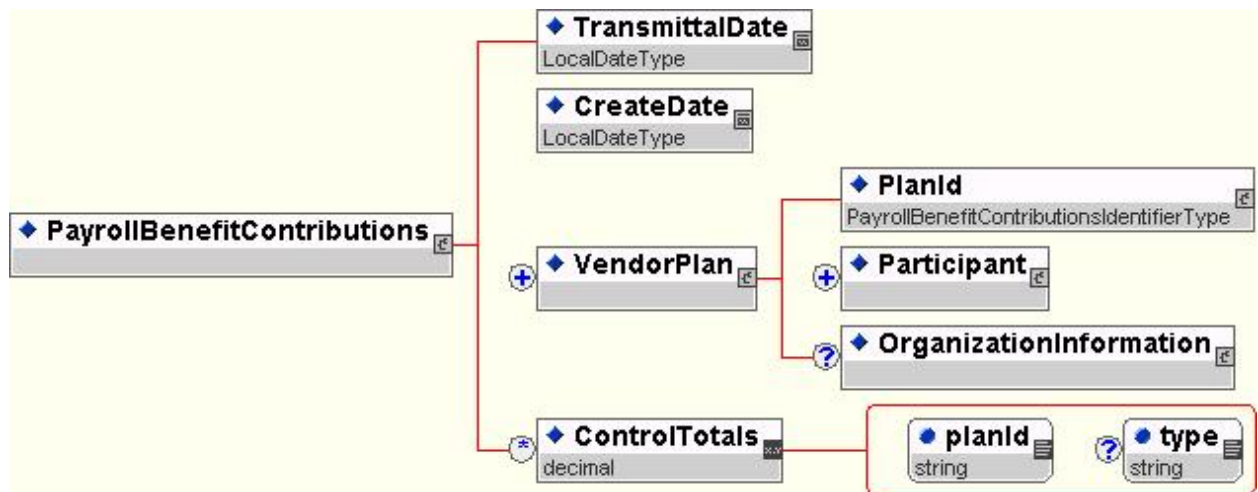 TransmittalDate
LocalDateType
CreateDate
LocalDateType
PayrollBenefitContributions
VendorPlan
PlanId
PayrollBenefitContributionsIdentifierType
Participant
OrganizationInformation
ControlTotals
decimal
planId
string
type
string